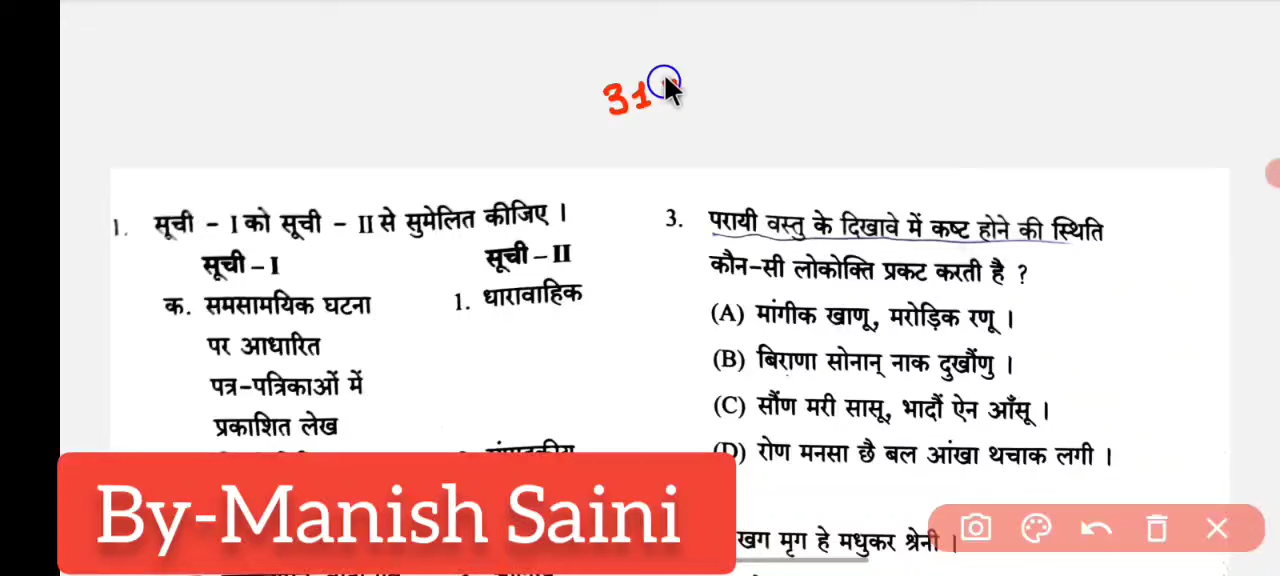 31
1. सूची - I को सूची - II से सुमेलित कीजिए ।
सूची - I सूची - II
क. समसामयिक घटना 1. धारावाहिक
पर आधारित
पत्र-पत्रिकाओं में
प्रकाशित लेख
3. परायी वस्तु के दिखावे में कष्ट होने की स्थिति
कौन-सी लोकोक्ति प्रकट करती है ?
(A) मांगीक खाणू, मरोड़िक रणू ।
(B) बिराणा सोनान् नाक दुखौंणु ।
(C) सौंण मरी सासू, भादौं ऐन आँसू ।
(D) रोण मनसा छै बल आंखा थचाक लगी ।
खग मृग हे मधुकर श्रेनी ।
By-Manish Saini